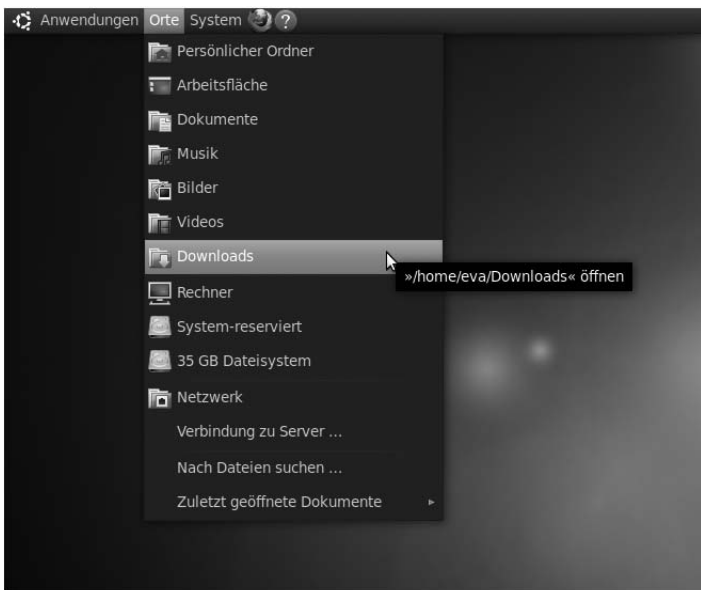 Anwendungen Orte System ?
Persönlicher Ordner
Arbeitsfläche
Dokumente
Musik
Bilder
Videos
Downloads
»/home/eva/Downloads« öffnen
Rechner
System-reserviert
35 GB Dateisystem
Netzwerk
Verbindung zu Server ...
Nach Dateien suchen ...
Zuletzt geöffnete Dokumente